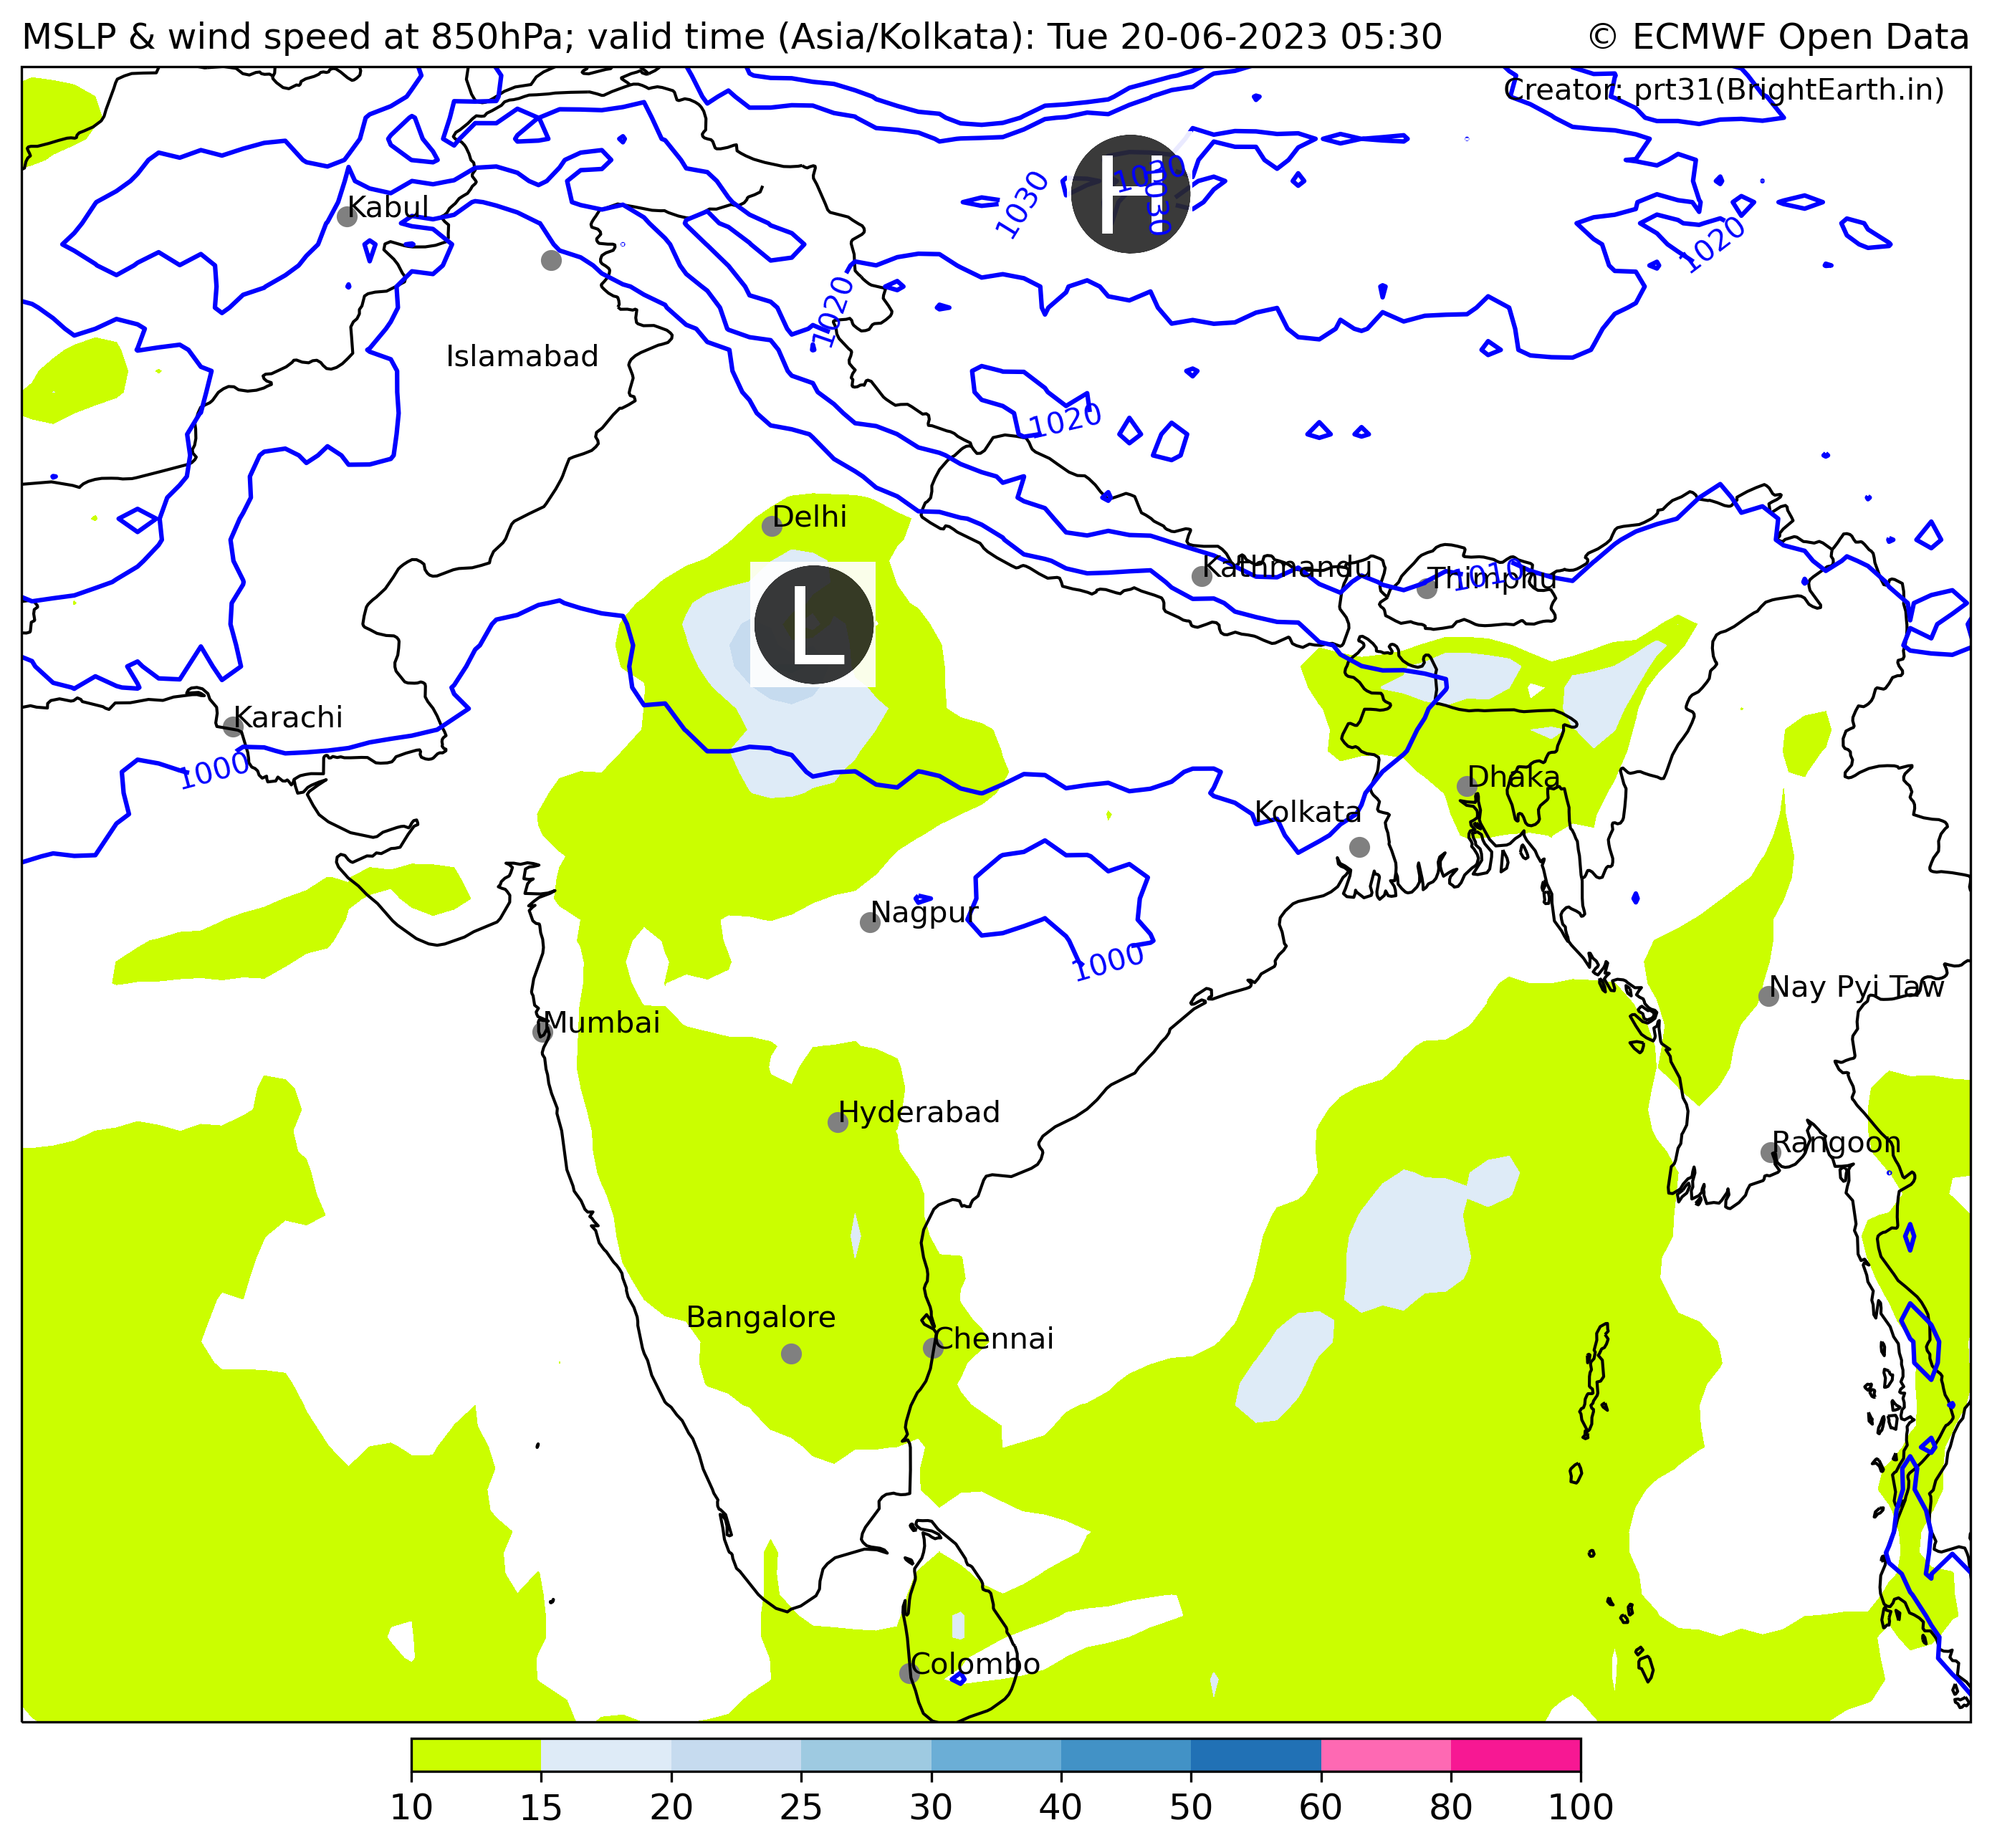 MSLP & wind speed at 850hPa; valid time (Asia/Kolkata): Tue 20-06-2023 05:30
© ECMWF Open Data
Creator: prt31(BrightEarth.in)
H
1030
1030
1030
Kabul
1020
1020
Islamabad
1020
Delhi
Kathmandu
Thimphu
1010
L
Karachi
1000
Dhaka
Kolkata
Nagpur
1000
Nay Pyi Taw
Mumbai
Hyderabad
Rangoon
Bangalore
Chennai
Colombo
10 15 20 25 30 40 50 60 80 100